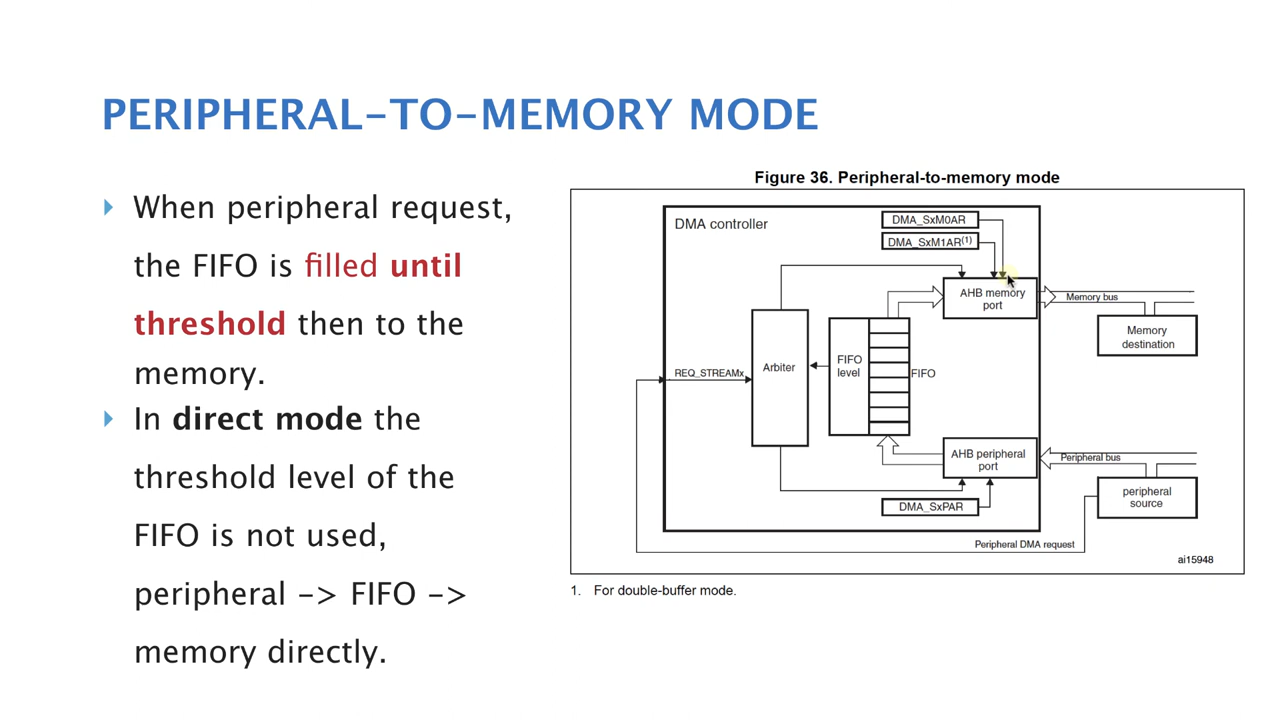 PERIPHERAL-TO-MEMORY MODE
When peripheral request,
the FIFO is filled until
threshold then to the
memory.
In direct mode the
threshold level of the
FIFO is not used,
peripheral -> FIFO ->
memory directly.
Figure 36. Peripheral-to-memory mode
DMA controller
DMA_SxM0AR
DMA_SxM1AR(1)
AHB memory
port
Memory bus
Memory
destination
REQ_STREAMx
Arbiter
FIFO
level
FIFO
AHB peripheral
port
Peripheral bus
peripheral
source
DMA_SxPAR
Peripheral DMA request
ai15948
1. For double-buffer mode.